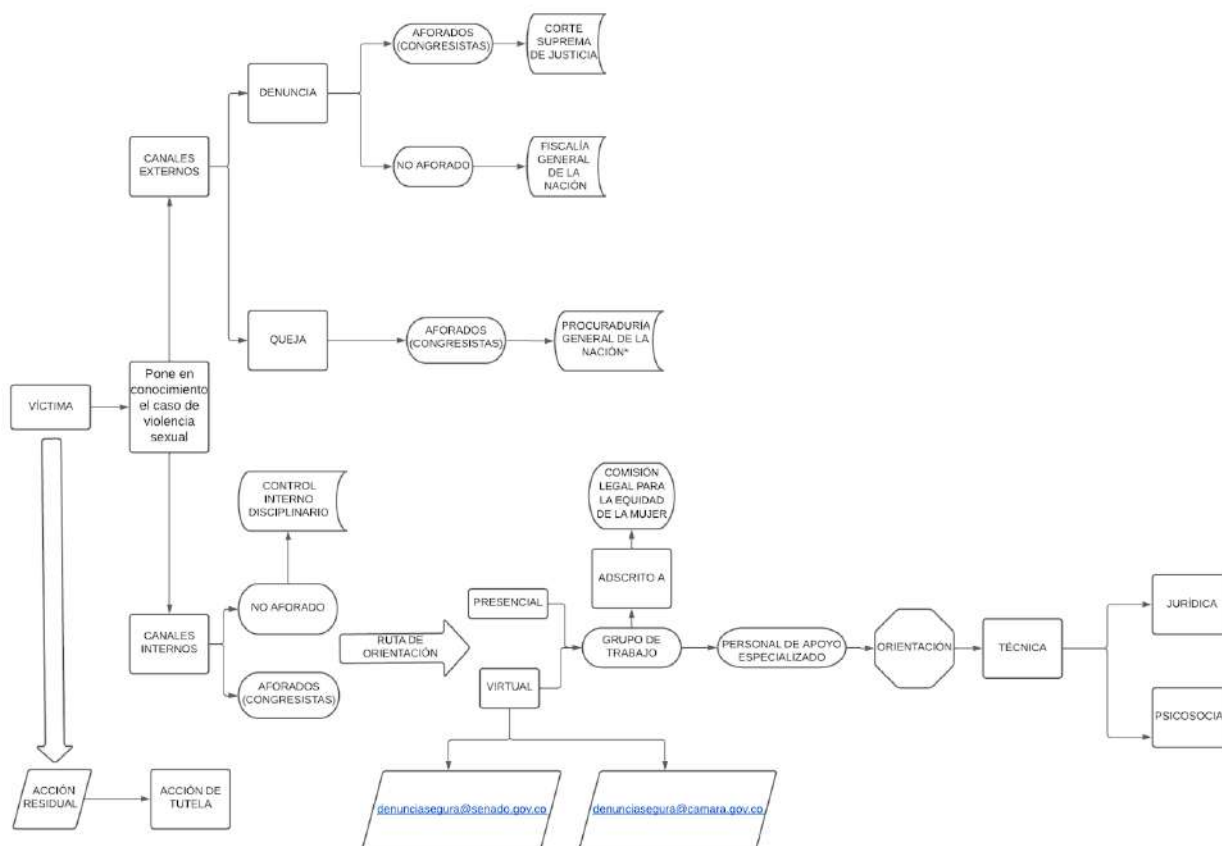 AFORADOS
(CONGRESISTAS)
CORTE
SUPREMA
DE JUSTICIA
DENUNCIA
CANALES
EXTERNOS
NO AFORADO
FISCALÍA
GENERAL
DE LA
NACIÓN
QUEJA
AFORADOS
(CONGRESISTAS)
PROCURADURÍA
GENERAL DE LA
NACIÓN*
VÍCTIMA
Pone en
conocimiento
el caso de
violencia
sexual
CONTROL
INTERNO
DISCIPLINARIO
COMISIÓN
LEGAL PARA
LA EQUIDAD
DE LA MUJER
ADSCRITO A
NO AFORADO
CANALES
INTERNOS
AFORADOS
(CONGRESISTAS)
RUTA DE
ORIENTACIÓN
PRESENCIAL
VIRTUAL
GRUPO DE
TRABAJO
PERSONAL DE APOYO
ESPECIALIZADO
ORIENTACIÓN
TÉCNICA
JURÍDICA
PSICOSOCIA
ACCIÓN
RESIDUAL
ACCIÓN DE
TUTELA
denunciasegura@senado.gov.co
denunciasegura@camara.gov.co